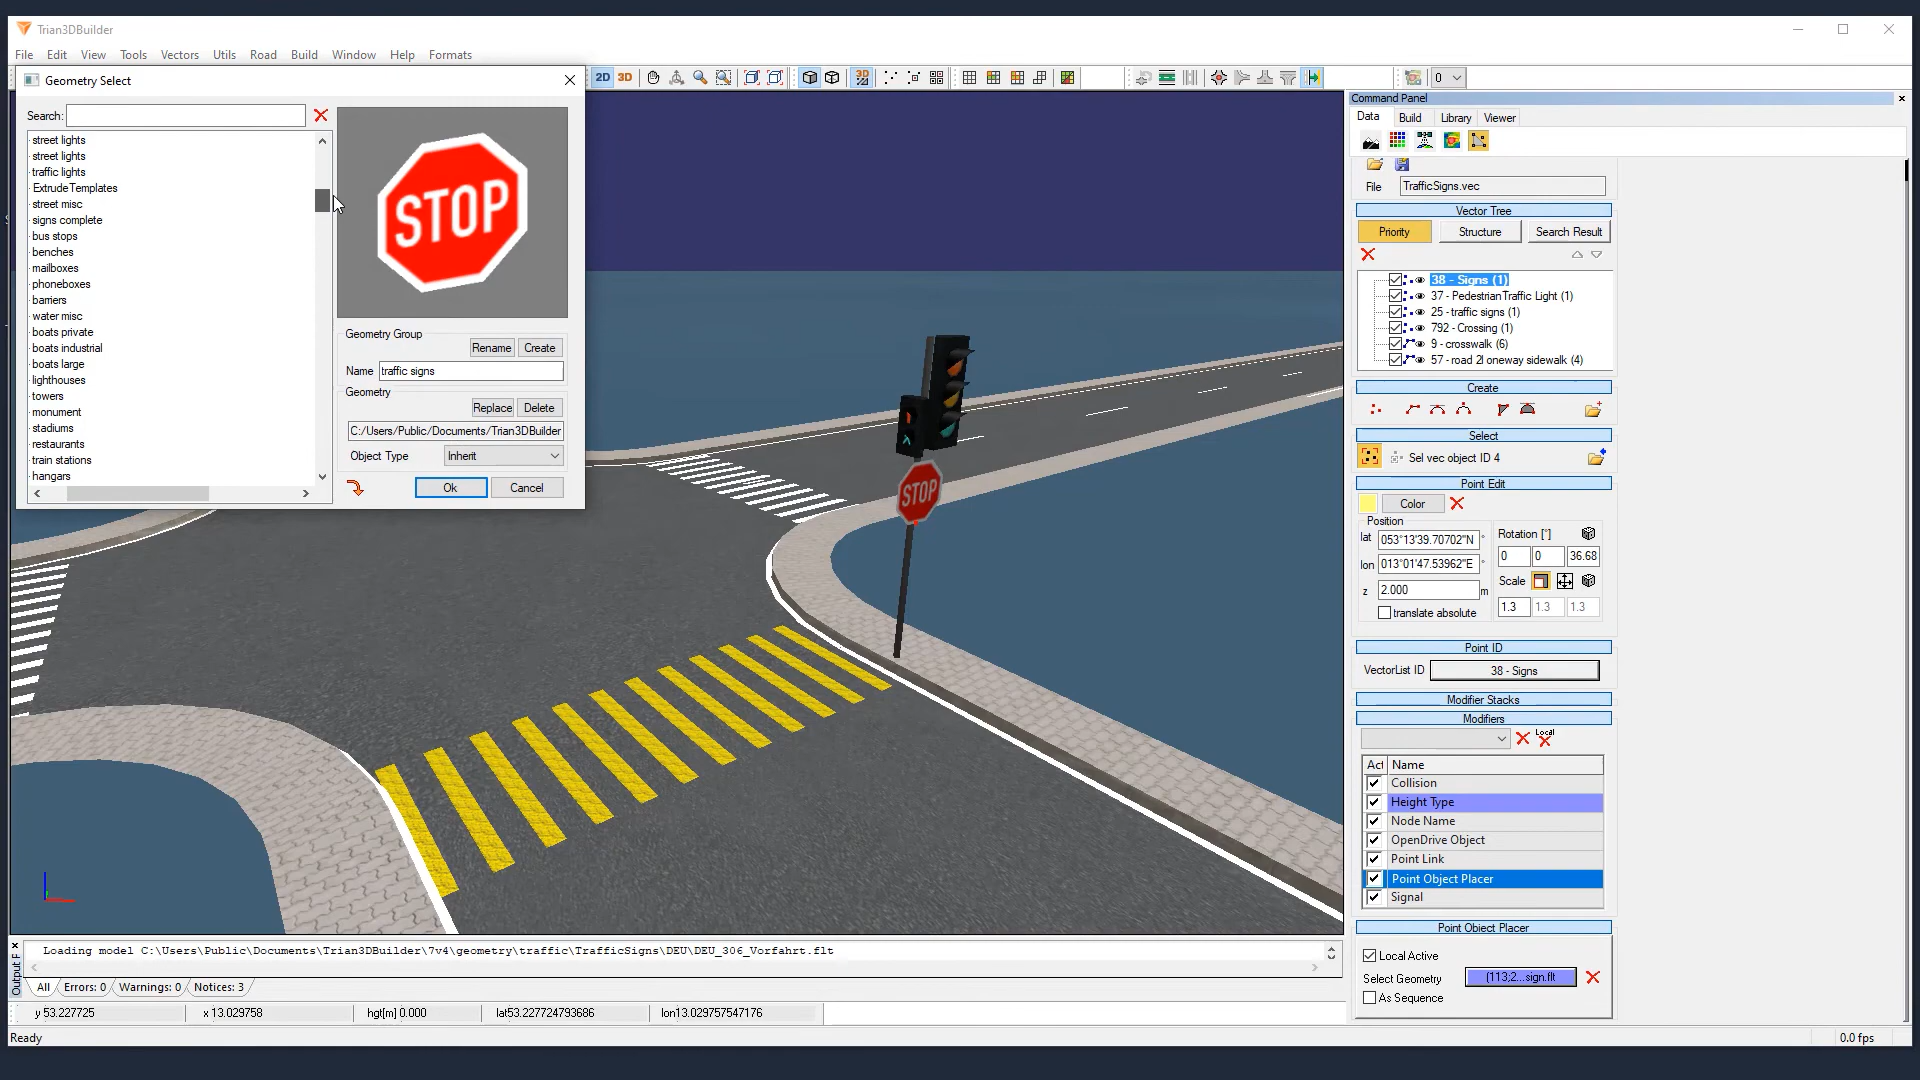 Trian3DBuilder
File Edit View Tools Vectors Utils Road Build Window Help Formats
Geometry Select
Search:
street lights
street lights
traffic lights
ExtrudeTemplates
street misc
signs complete
bus stops
benches
mailboxes
phoneboxes
barriers
water misc
boats private
boats industrial
boats large
lighthouses
towers
monument
stadiums
restaurants
train stations
hangars
STOP
Geometry Group
Rename Create
Name traffic signs
Geometry
Replace Delete
C:/Users/Public/Documents/Trian3DBuilder
Object Type Inherit
Ok Cancel
2D 3D
3D
0
STOP
Command Panel
Data Build Library Viewer
File TrafficSigns.vec
Vector Tree
Priority Structure Search Result
38 - Signs (1)
37 - PedestrianTraffic Light (1)
25 - traffic signs (1)
792 - Crossing (1)
9 - crosswalk (6)
57 - road 2l oneway sidewalk (4)
Create
Select
Sel vec object ID 4
Point Edit
Color
Position
lat 053°13'39.70702"N °
lon 013°01'47.53962"E °
z 2.000 m
translate absolute
Rotation [°]
0 0 36.68
Scale
1.3 1.3 1.3
Point ID
VectorList ID 38 - Signs
Modifier Stacks
Modifiers
Local
Act Name
Collision
Height Type
Node Name
OpenDrive Object
Point Link
Point Object Placer
Signal
Point Object Placer
Local Active
Select Geometry (113;2...sign.flt
As Sequence
Output F
Loading model C:\Users\Public\Documents\Trian3DBuilder\7v4\geometry\traffic\TrafficSigns\DEU\DEU_306_Vorfahrt.flt
All Errors: 0 Warnings: 0 Notices: 3
y 53.227725 x 13.029758 hgt[m] 0.000 lat53.227724793686 lon13.029757547176
Ready 0.0 fps